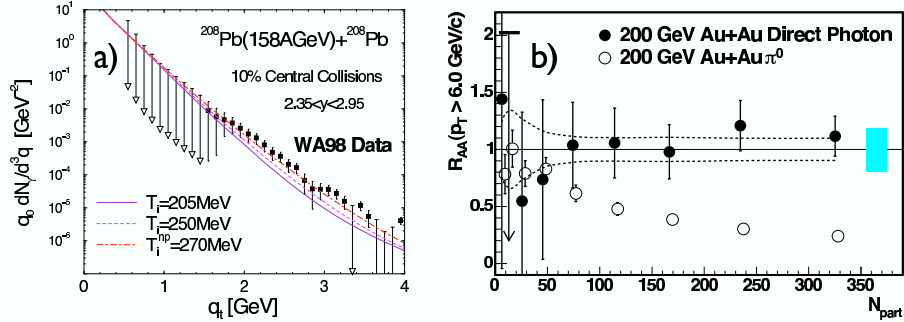 a)
²⁰⁸Pb(158AGeV)+²⁰⁸Pb
10% Central Collisions
2.35<y<2.95
WA98 Data
T_i=205MeV
T_i=250MeV
T_i^np=270MeV
q_0 dN_γ/d³q [GeV⁻²]
10¹
10⁰
10⁻¹
10⁻²
10⁻³
10⁻⁴
10⁻⁵
10⁻⁶
0 1 2 3 4
q_t [GeV]
b)
200 GeV Au+Au Direct Photon
200 GeV Au+Au π⁰
R_AA(p_T > 6.0 GeV/c)
2
1.5
1
0.5
0
0 50 100 150 200 250 300 350
N_part